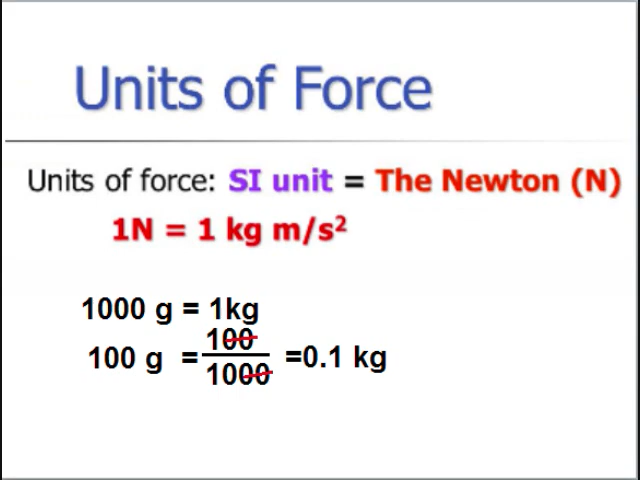 Units of Force
Units of force: SI unit = The Newton (N)
1N = 1 kg m/s²
1000 g = 1kg
100 g = 100/1000 =0.1 kg